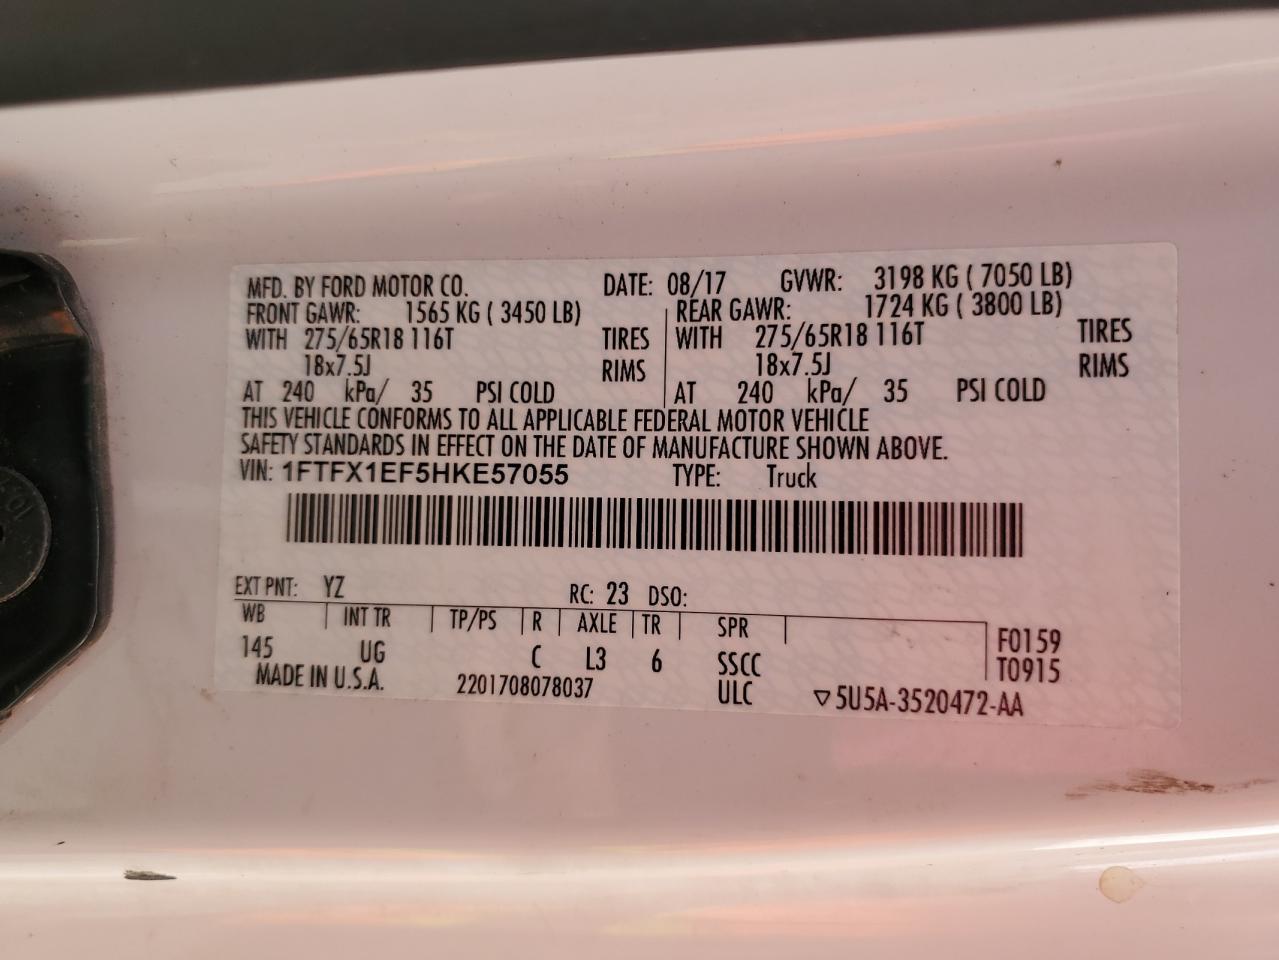 MFD. BY FORD MOTOR CO. DATE: 08/17 GVWR: 3198 KG ( 7050 LB)
FRONT GAWR: 1565 KG ( 3450 LB) REAR GAWR: 1724 KG ( 3800 LB)
WITH 275/65R18 116T TIRES WITH 275/65R18 116T TIRES
18x7.5J RIMS 18x7.5J RIMS
AT 240 kPa/ 35 PSI COLD AT 240 kPa/ 35 PSI COLD
THIS VEHICLE CONFORMS TO ALL APPLICABLE FEDERAL MOTOR VEHICLE
SAFETY STANDARDS IN EFFECT ON THE DATE OF MANUFACTURE SHOWN ABOVE.
VIN: 1FTFX1EF5HKE57055 TYPE: Truck
EXT PNT: YZ RC: 23 DSO:
WB INT TR TP/PS R AXLE TR SPR F0159
145 UG C L3 6 SSCC T0915
MADE IN U.S.A. 2201708078037 ULC ▽5U5A-3520472-AA